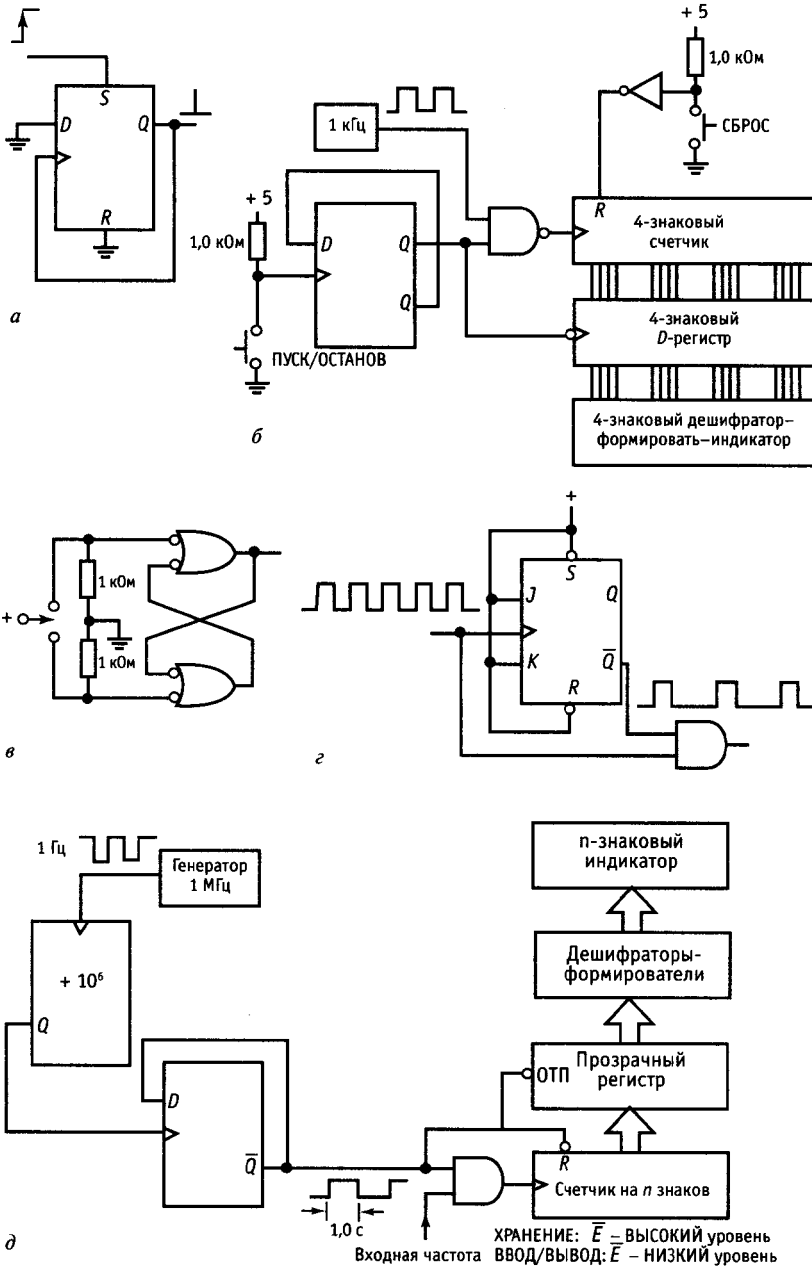 S
D
Q
R
а
+ 5
1,0 кОм
СБРОС
1 кГц
+ 5
1,0 кОм
D
Q
Q
ПУСК/ОСТАНОВ
R
4-знаковый
счетчик
4-знаковый
D-регистр
4-знаковый дешифратор–
формировать–индикатор
б
+
1 кОм
1 кОм
в
+
S
J
Q
K
Q̅
R
г
1 Гц
Генератор
1 МГц
+ 10⁶
Q
D
Q̅
1,0 с
Входная частота
n-знаковый
индикатор
Дешифраторы-
формирователи
ОТП
Прозрачный
регистр
R
Счетчик на n знаков
ХРАНЕНИЕ: E̅ – ВЫСОКИЙ уровень
ВВОД/ВЫВОД: E̅ – НИЗКИЙ уровень
д